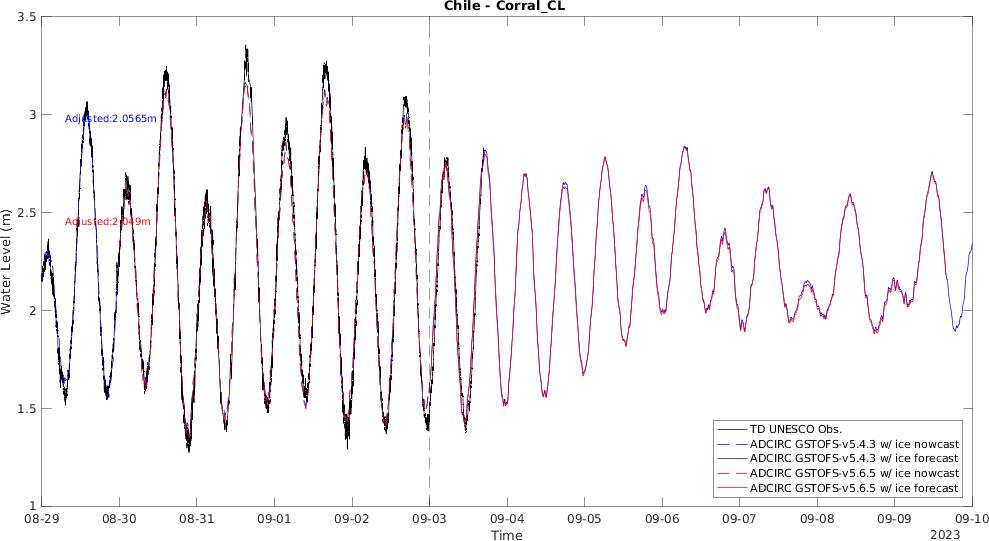 Chile - Corral_CL
3.5
3
2.5
2
1.5
1
Water Level (m)
Adjusted:2.0565m
Adjusted:2.049m
TD UNESCO Obs.
ADCIRC GSTOFS-v5.4.3 w/ ice nowcast
ADCIRC GSTOFS-v5.4.3 w/ ice forecast
ADCIRC GSTOFS-v5.6.5 w/ ice nowcast
ADCIRC GSTOFS-v5.6.5 w/ ice forecast
08-29 08-30 08-31 09-01 09-02 09-03 09-04 09-05 09-06 09-07 09-08 09-09 09-10
Time
2023